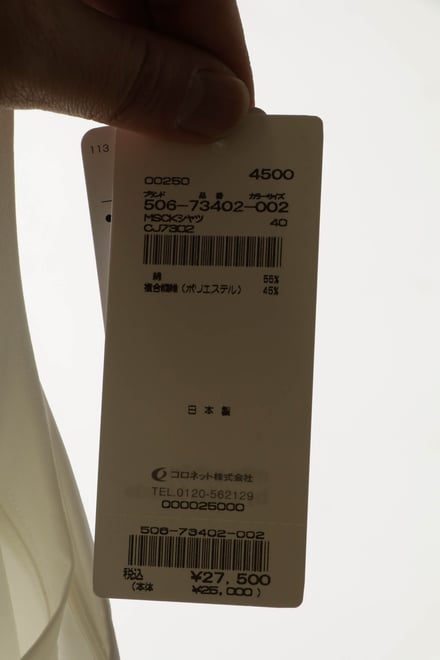 113
00250 4500
ブランド 品番 カラーサイズ
506-73402-002
MSCKシャツ 40
CJ7302
綿 55%
複合繊維(ポリエステル) 45%
日本製
コロネット株式会社
TEL.0120-562129
000025000
506-73402-002
税込 ¥27,500
(本体 ¥25,000)